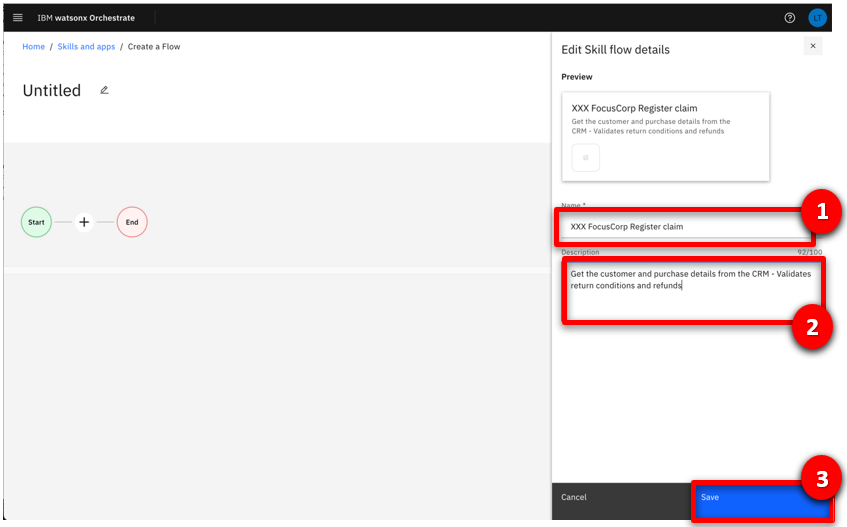 IBM watsonx Orchestrate
LT
Home / Skills and apps / Create a Flow
Untitled
Start
End
Edit Skill flow details
Preview
XXX FocusCorp Register claim
Get the customer and purchase details from the
CRM - Validates return conditions and refunds
Name *
1
XXX FocusCorp Register claim
Description 92/100
Get the customer and purchase details from the CRM - Validates
return conditions and refunds
2
3
Cancel
Save